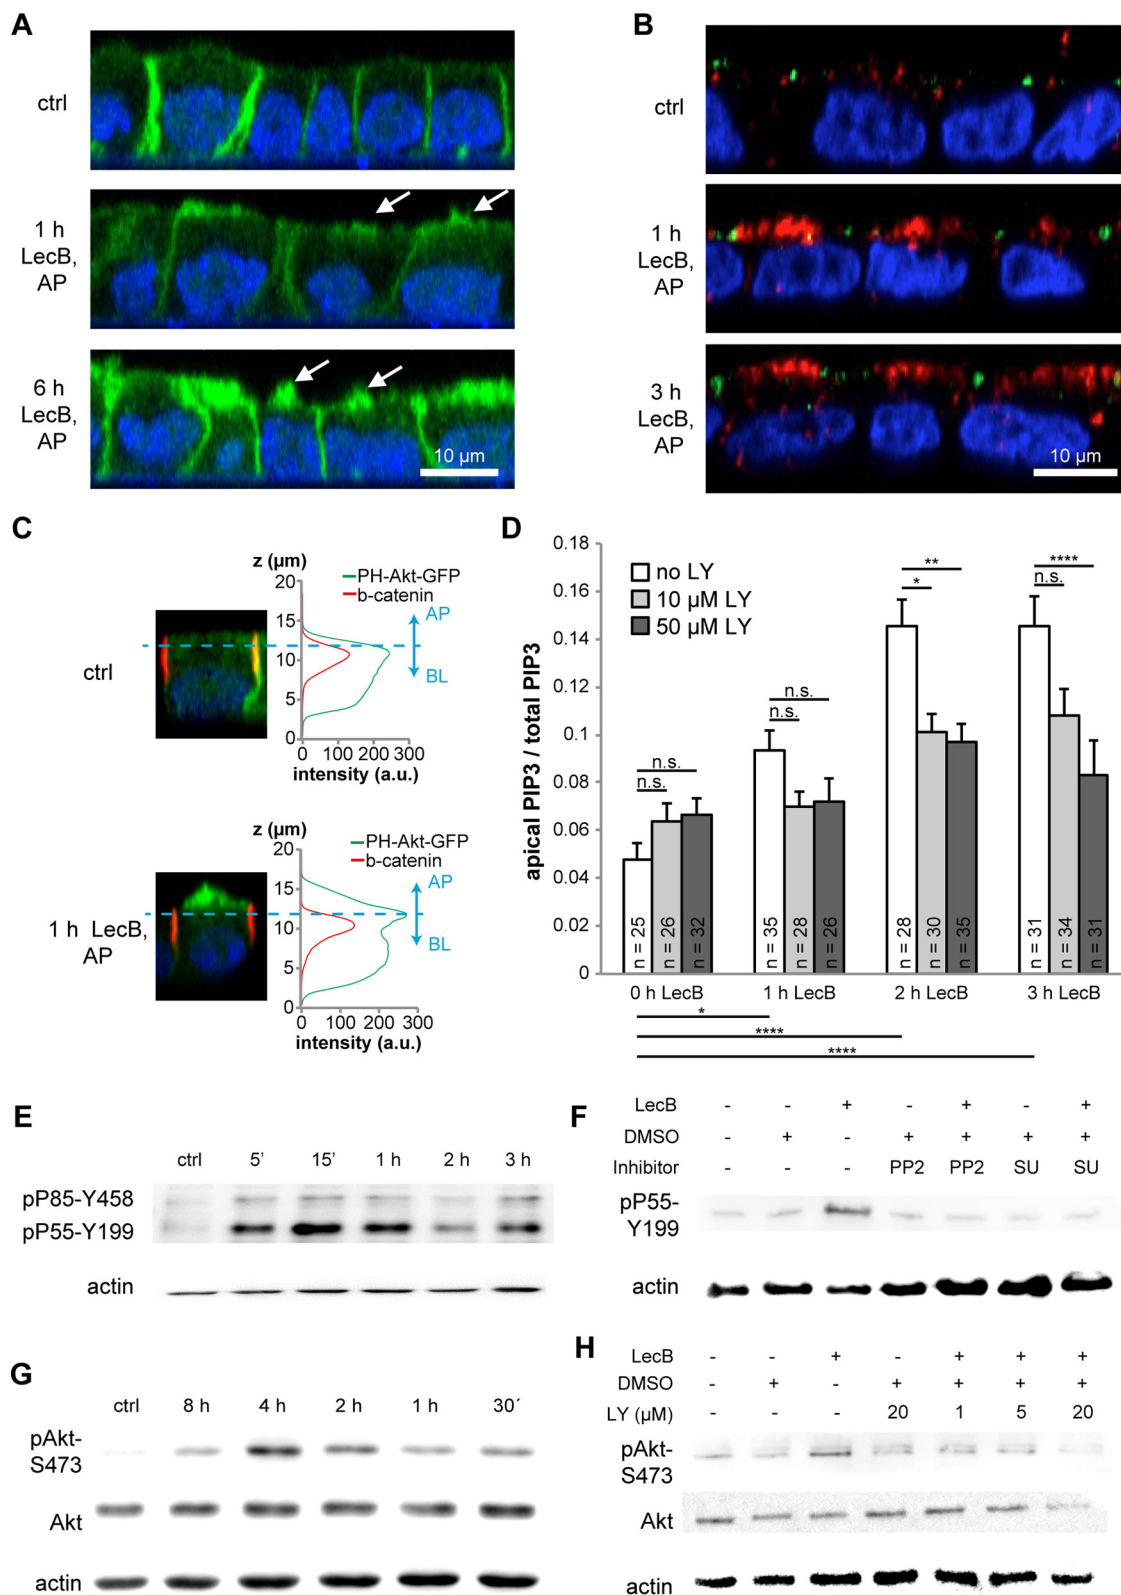 A
ctrl
1 h
LecB,
AP
6 h
LecB,
AP
10 µm
B
ctrl
1 h
LecB,
AP
3 h
LecB,
AP
10 µm
C
z (µm)
PH-Akt-GFP
b-catenin
20
15
10
5
0
AP
BL
ctrl
0 100 200 300
intensity (a.u.)
z (µm)
PH-Akt-GFP
b-catenin
20
15
10
5
0
AP
BL
1 h LecB,
AP
0 100 200 300
intensity (a.u.)
D
apical PIP3 / total PIP3
0.18
0.16
0.14
0.12
0.1
0.08
0.06
0.04
0.02
0
no LY
10 µM LY
50 µM LY
n.s.
n.s.
n.s.
n.s.
**
*
****
n.s.
n = 25
n = 26
n = 32
n = 35
n = 28
n = 26
n = 28
n = 30
n = 35
n = 31
n = 34
n = 31
0 h LecB 1 h LecB 2 h LecB 3 h LecB
*
****
****
E
ctrl 5’ 15’ 1 h 2 h 3 h
pP85-Y458
pP55-Y199
actin
F
LecB - - + - + - +
DMSO - + - + + + +
Inhibitor - - - PP2 PP2 SU SU
pP55-
Y199
actin
G
ctrl 8 h 4 h 2 h 1 h 30´
pAkt-
S473
Akt
actin
H
LecB - - + - + + +
DMSO - + - + + + +
LY (µM) - - - 20 1 5 20
pAkt-
S473
Akt
actin